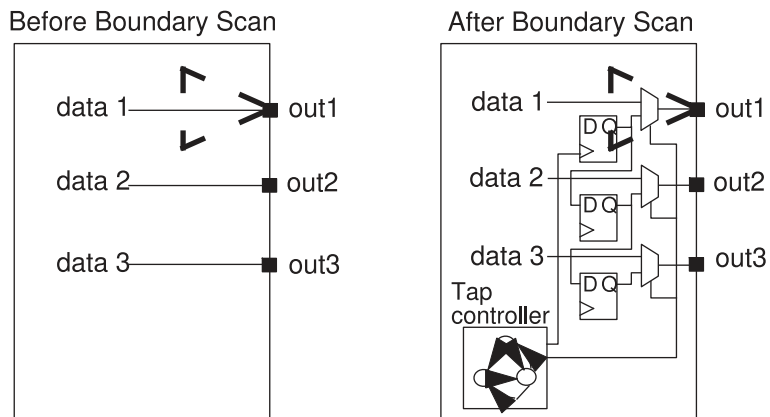 Before Boundary Scan
data 1
out1
data 2
out2
data 3
out3
After Boundary Scan
data 1
out1
D Q
data 2
out2
D Q
data 3
out3
D Q
Tap
controller